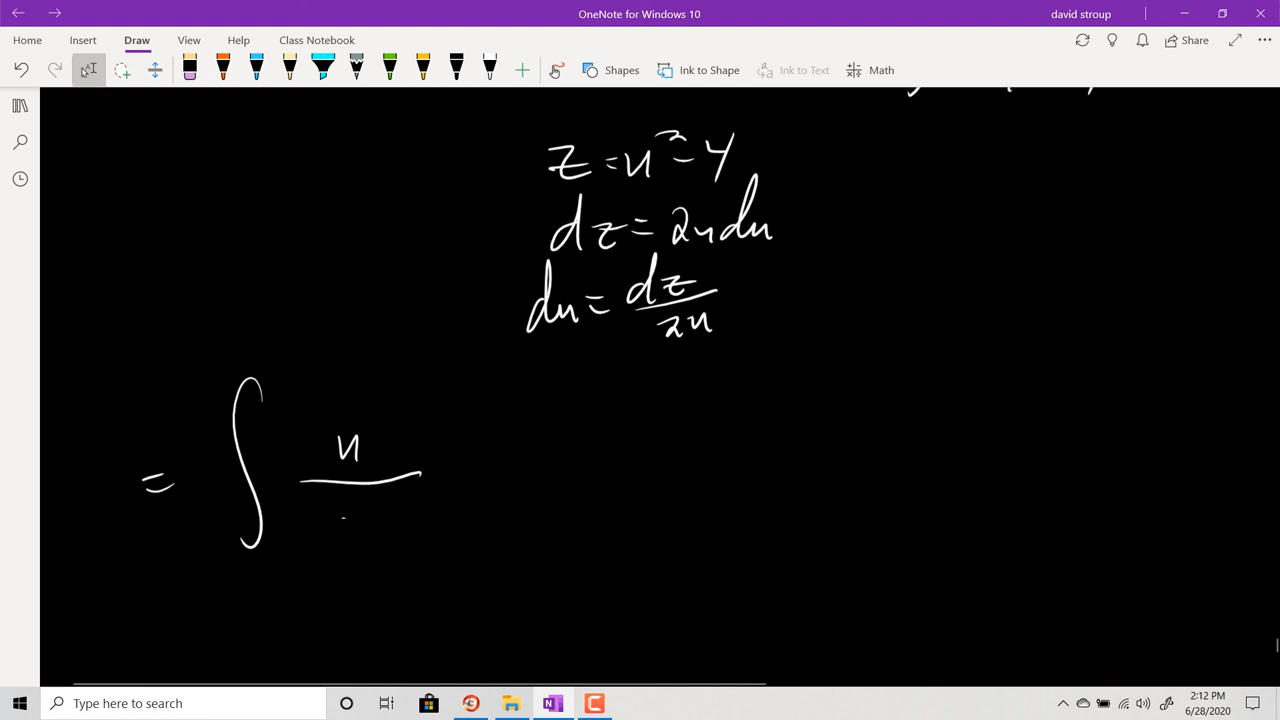 OneNote for Windows 10
david stroup
Home Insert Draw View Help Class Notebook
Share
Shapes Ink to Shape Ink to Text Math
z = u² - 4
dz = 2u du
du = dz / 2u
= ∫ u
Type here to search
2:12 PM
6/28/2020